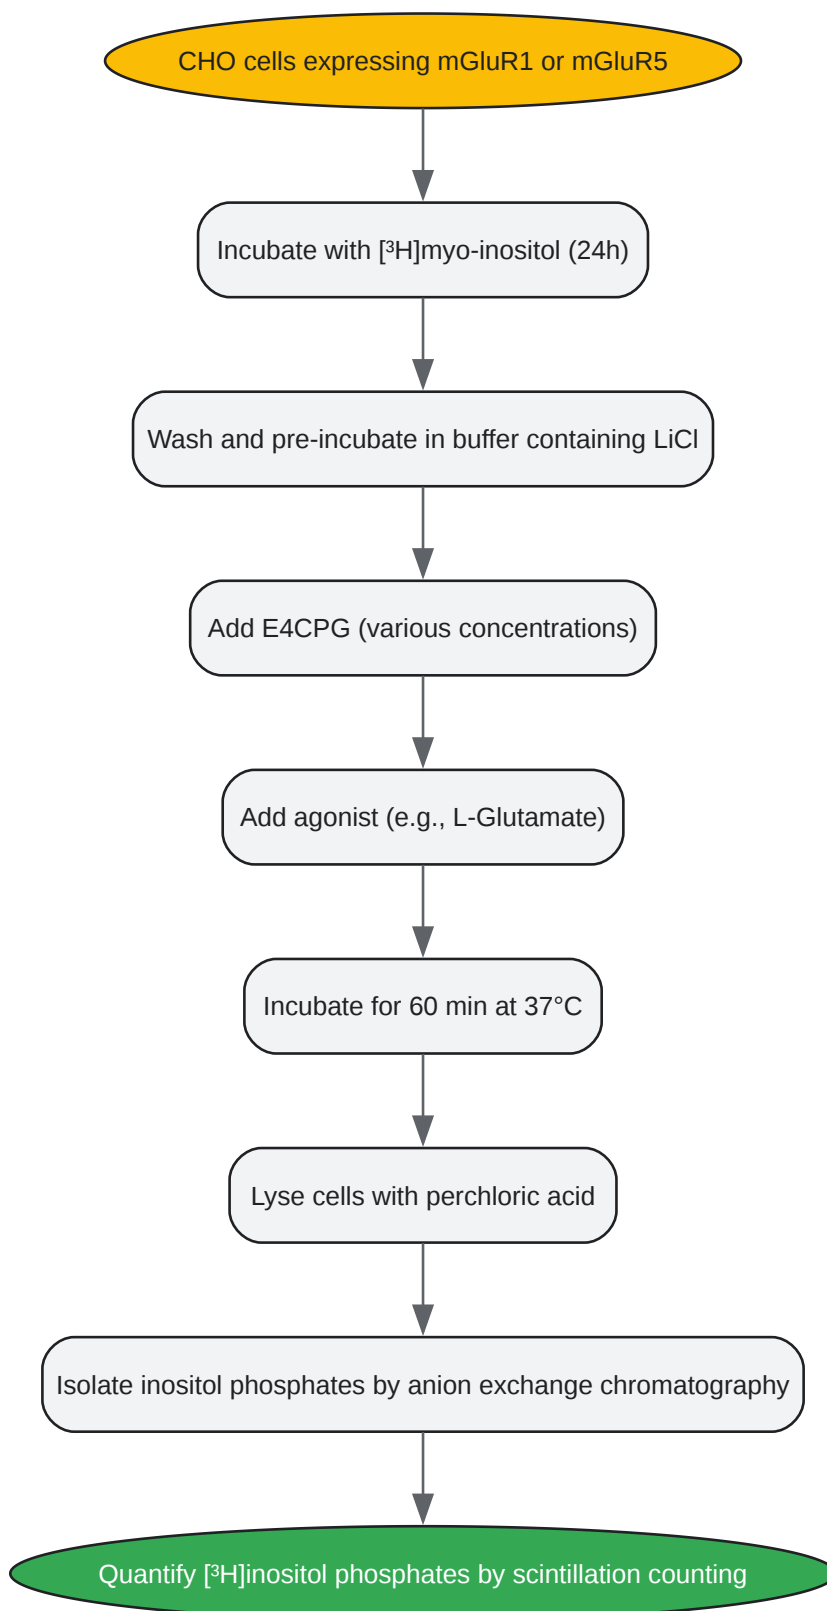 CHO cells expressing mGluR1 or mGluR5
Incubate with [³H]myo-inositol (24h)
Wash and pre-incubate in buffer containing LiCl
Add E4CPG (various concentrations)
Add agonist (e.g., L-Glutamate)
Incubate for 60 min at 37°C
Lyse cells with perchloric acid
Isolate inositol phosphates by anion exchange chromatography
Quantify [³H]inositol phosphates by scintillation counting